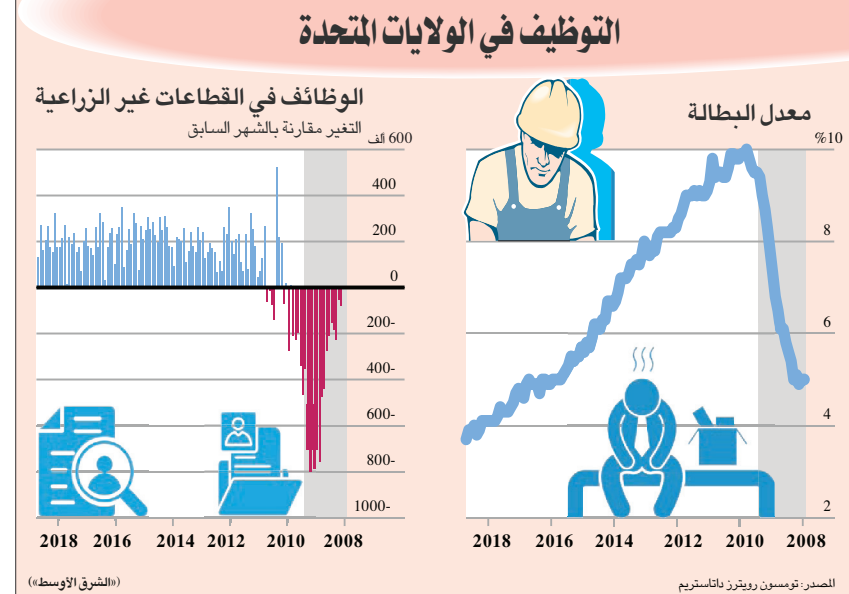 التوظيف في الولايات المتحدة
معدل البطالة
%10
8
6
4
2
2018 2016 2014 2012 2010 2008
المصدر: تومسون رويترز داتاستريم
الوظائف في القطاعات غير الزراعية
التغير مقارنة بالشهر السابق
600 ألف
400
200
0
200-
400-
600-
800-
1000-
2018 2016 2014 2012 2010 2008
(«الشرق الأوسط»)